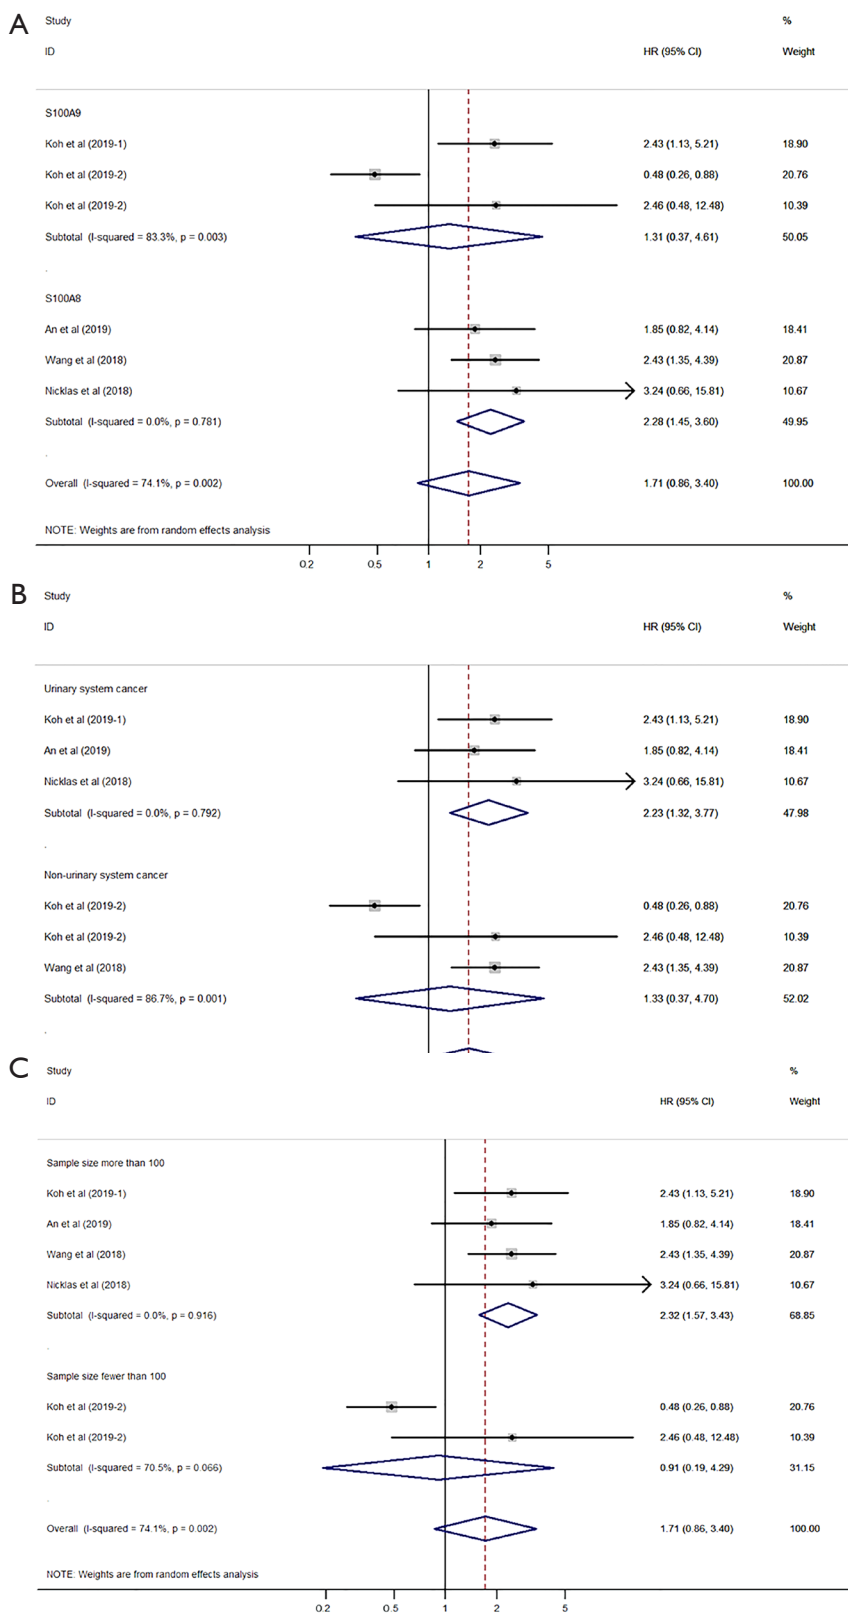 A
Study %
ID HR (95% CI) Weight
S100A9
Koh et al (2019-1) 2.43 (1.13, 5.21) 18.90
Koh et al (2019-2) 0.48 (0.26, 0.88) 20.76
Koh et al (2019-2) 2.46 (0.48, 12.48) 10.39
Subtotal (I-squared = 83.3%, p = 0.003) 1.31 (0.37, 4.61) 50.05
.
S100A8
An et al (2019) 1.85 (0.82, 4.14) 18.41
Wang et al (2018) 2.43 (1.35, 4.39) 20.87
Nicklas et al (2018) 3.24 (0.66, 15.81) 10.67
Subtotal (I-squared = 0.0%, p = 0.781) 2.28 (1.45, 3.60) 49.95
.
Overall (I-squared = 74.1%, p = 0.002) 1.71 (0.86, 3.40) 100.00
NOTE: Weights are from random effects analysis
0.2 0.5 1 2 5
B
Study %
ID HR (95% CI) Weight
Urinary system cancer
Koh et al (2019-1) 2.43 (1.13, 5.21) 18.90
An et al (2019) 1.85 (0.82, 4.14) 18.41
Nicklas et al (2018) 3.24 (0.66, 15.81) 10.67
Subtotal (I-squared = 0.0%, p = 0.792) 2.23 (1.32, 3.77) 47.98
.
Non-urinary system cancer
Koh et al (2019-2) 0.48 (0.26, 0.88) 20.76
Koh et al (2019-2) 2.46 (0.48, 12.48) 10.39
Wang et al (2018) 2.43 (1.35, 4.39) 20.87
Subtotal (I-squared = 86.7%, p = 0.001) 1.33 (0.37, 4.70) 52.02
.
C
Study %
ID HR (95% CI) Weight
Sample size more than 100
Koh et al (2019-1) 2.43 (1.13, 5.21) 18.90
An et al (2019) 1.85 (0.82, 4.14) 18.41
Wang et al (2018) 2.43 (1.35, 4.39) 20.87
Nicklas et al (2018) 3.24 (0.66, 15.81) 10.67
Subtotal (I-squared = 0.0%, p = 0.916) 2.32 (1.57, 3.43) 68.85
.
Sample size fewer than 100
Koh et al (2019-2) 0.48 (0.26, 0.88) 20.76
Koh et al (2019-2) 2.46 (0.48, 12.48) 10.39
Subtotal (I-squared = 70.5%, p = 0.066) 0.91 (0.19, 4.29) 31.15
.
Overall (I-squared = 74.1%, p = 0.002) 1.71 (0.86, 3.40) 100.00
NOTE: Weights are from random effects analysis
0.2 0.5 1 2 5